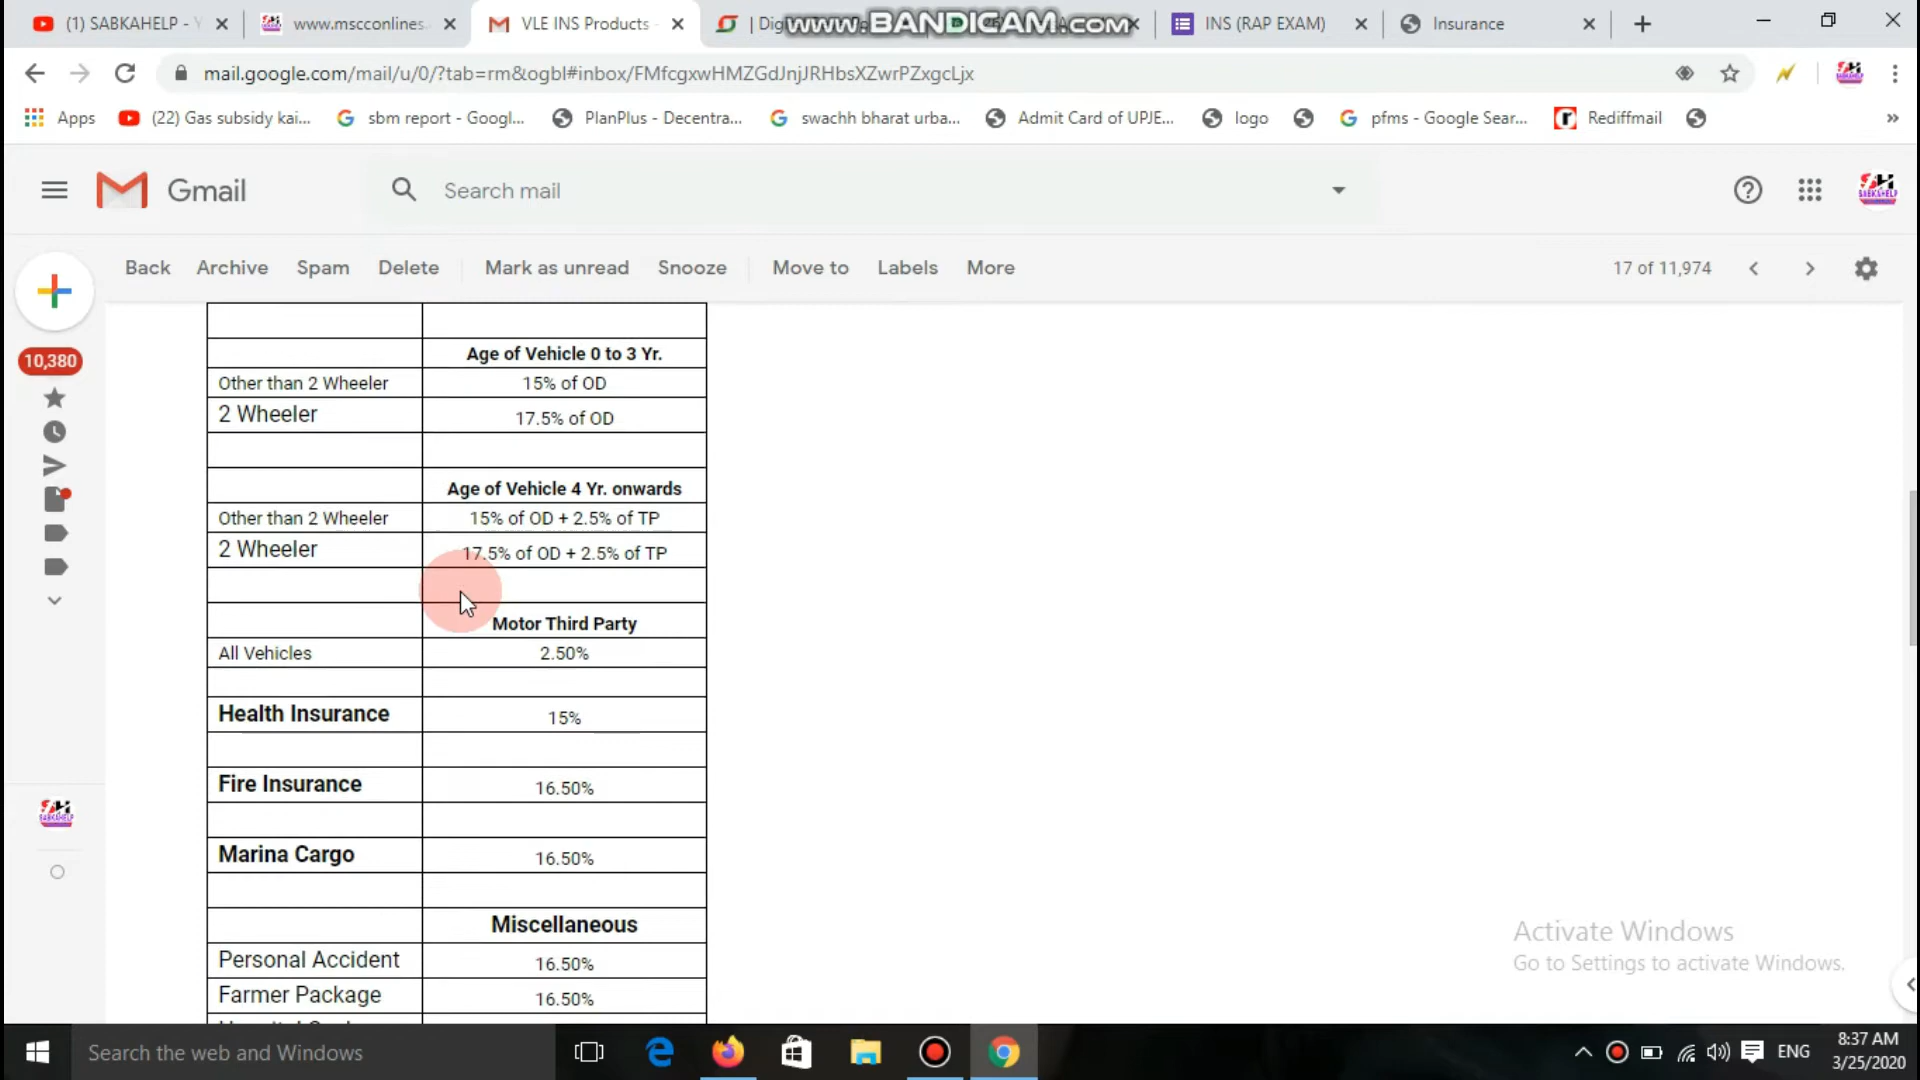 (1) SABKAHELP - Y
www.mscconlines.
VLE INS Products -
| Dig
www.BANDICAM.com
INS (RAP EXAM)
Insurance
mail.google.com/mail/u/0/?tab=rm&ogbl#inbox/FMfcgxwHMZGdJnjJRHbsXZwrPZxgcLjx
Apps
(22) Gas subsidy kai...
sbm report - Googl...
PlanPlus - Decentra...
swachh bharat urba...
Admit Card of UPJE...
logo
pfms - Google Sear...
Rediffmail
»
Gmail
Search mail
SABKAHELP
Back
Archive
Spam
Delete
Mark as unread
Snooze
Move to
Labels
More
17 of 11,974
10,380
Age of Vehicle 0 to 3 Yr.
Other than 2 Wheeler 15% of OD
2 Wheeler 17.5% of OD
Age of Vehicle 4 Yr. onwards
Other than 2 Wheeler 15% of OD + 2.5% of TP
2 Wheeler 17.5% of OD + 2.5% of TP
Motor Third Party
All Vehicles 2.50%
Health Insurance 15%
Fire Insurance 16.50%
Marina Cargo 16.50%
Miscellaneous
Personal Accident 16.50%
Farmer Package 16.50%
Activate Windows
Go to Settings to activate Windows.
Search the web and Windows
ENG
8:37 AM
3/25/2020